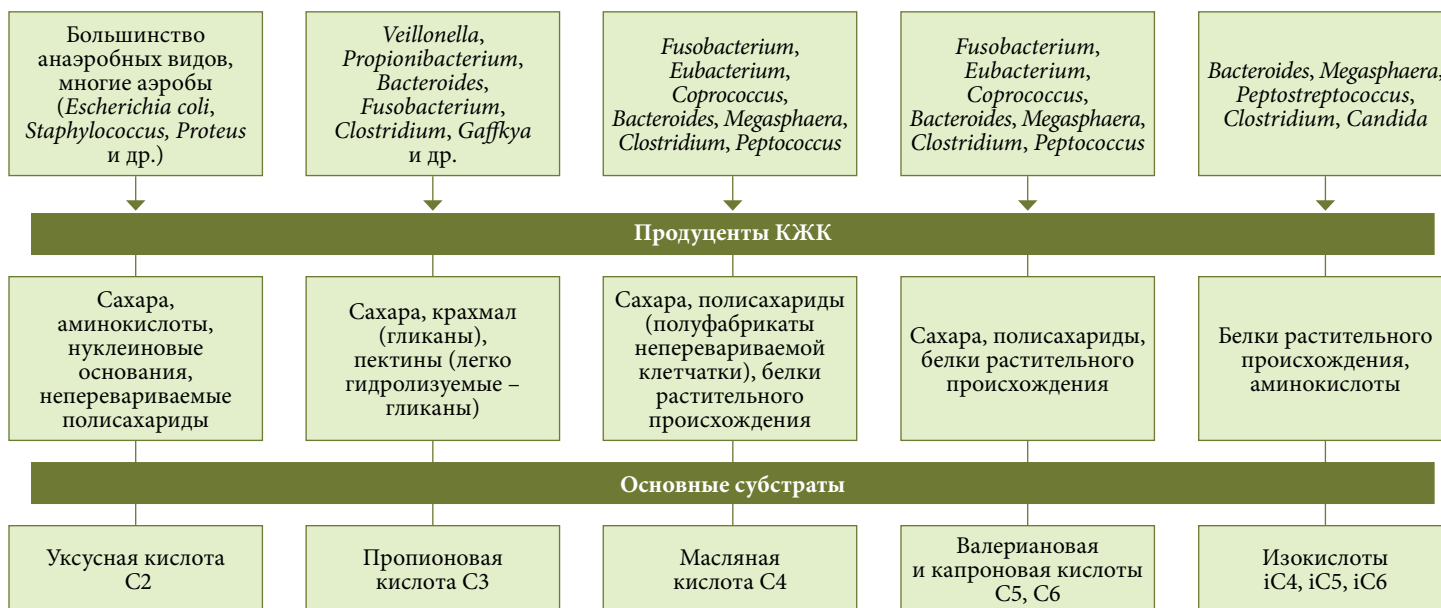 Большинство
анаэробных видов,
многие аэробы
(Escherichia coli,
Staphylococcus, Proteus
и др.)
Veillonella,
Propionibacterium,
Bacteroides,
Fusobacterium,
Clostridium, Gaffkya
и др.
Fusobacterium,
Eubacterium,
Coprococcus,
Bacteroides, Megasphaera,
Clostridium, Peptococcus
Fusobacterium,
Eubacterium,
Coprococcus,
Bacteroides, Megasphaera,
Clostridium, Peptococcus
Bacteroides, Megasphaera,
Peptostreptococcus,
Clostridium, Candida
Продуценты КЖК
Сахара,
аминокислоты,
нуклеиновые
основания,
неперевариваемые
полисахариды
Сахара, крахмал
(гликаны),
пектины (легко
гидролизуемые –
гликаны)
Сахара, полисахариды
(полуфабрикаты
неперевариваемой
клетчатки), белки
растительного
происхождения
Сахара, полисахариды,
белки растительного
происхождения
Белки растительного
происхождения,
аминокислоты
Основные субстраты
Уксусная кислота
С2
Пропионовая
кислота С3
Масляная
кислота С4
Валериановая
и капроновая кислоты
С5, С6
Изокислоты
iС4, iС5, iС6